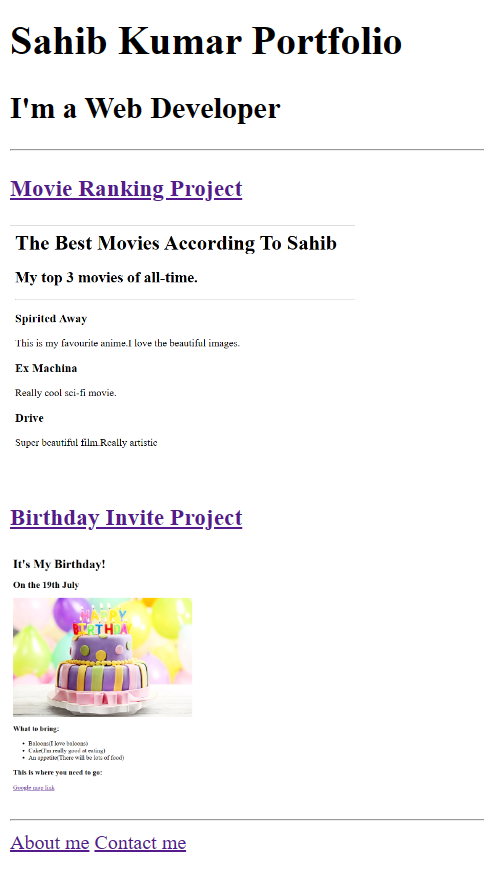 Sahib Kumar Portfolio
I'm a Web Developer
Movie Ranking Project
The Best Movies According To Sahib
My top 3 movies of all-time.
Spirited Away
This is my favourite anime.I love the beautiful images.
Ex Machina
Really cool sci-fi movie.
Drive
Super beautiful film.Really artistic
Birthday Invite Project
It's My Birthday!
On the 19th July
HAPPY
BIRTHDAY
What to bring:
Baloons(I love baloons)
Cake(I'm really good at eating)
An appetite(There will be lots of food)
This is where you need to go:
Google map link
About me Contact me